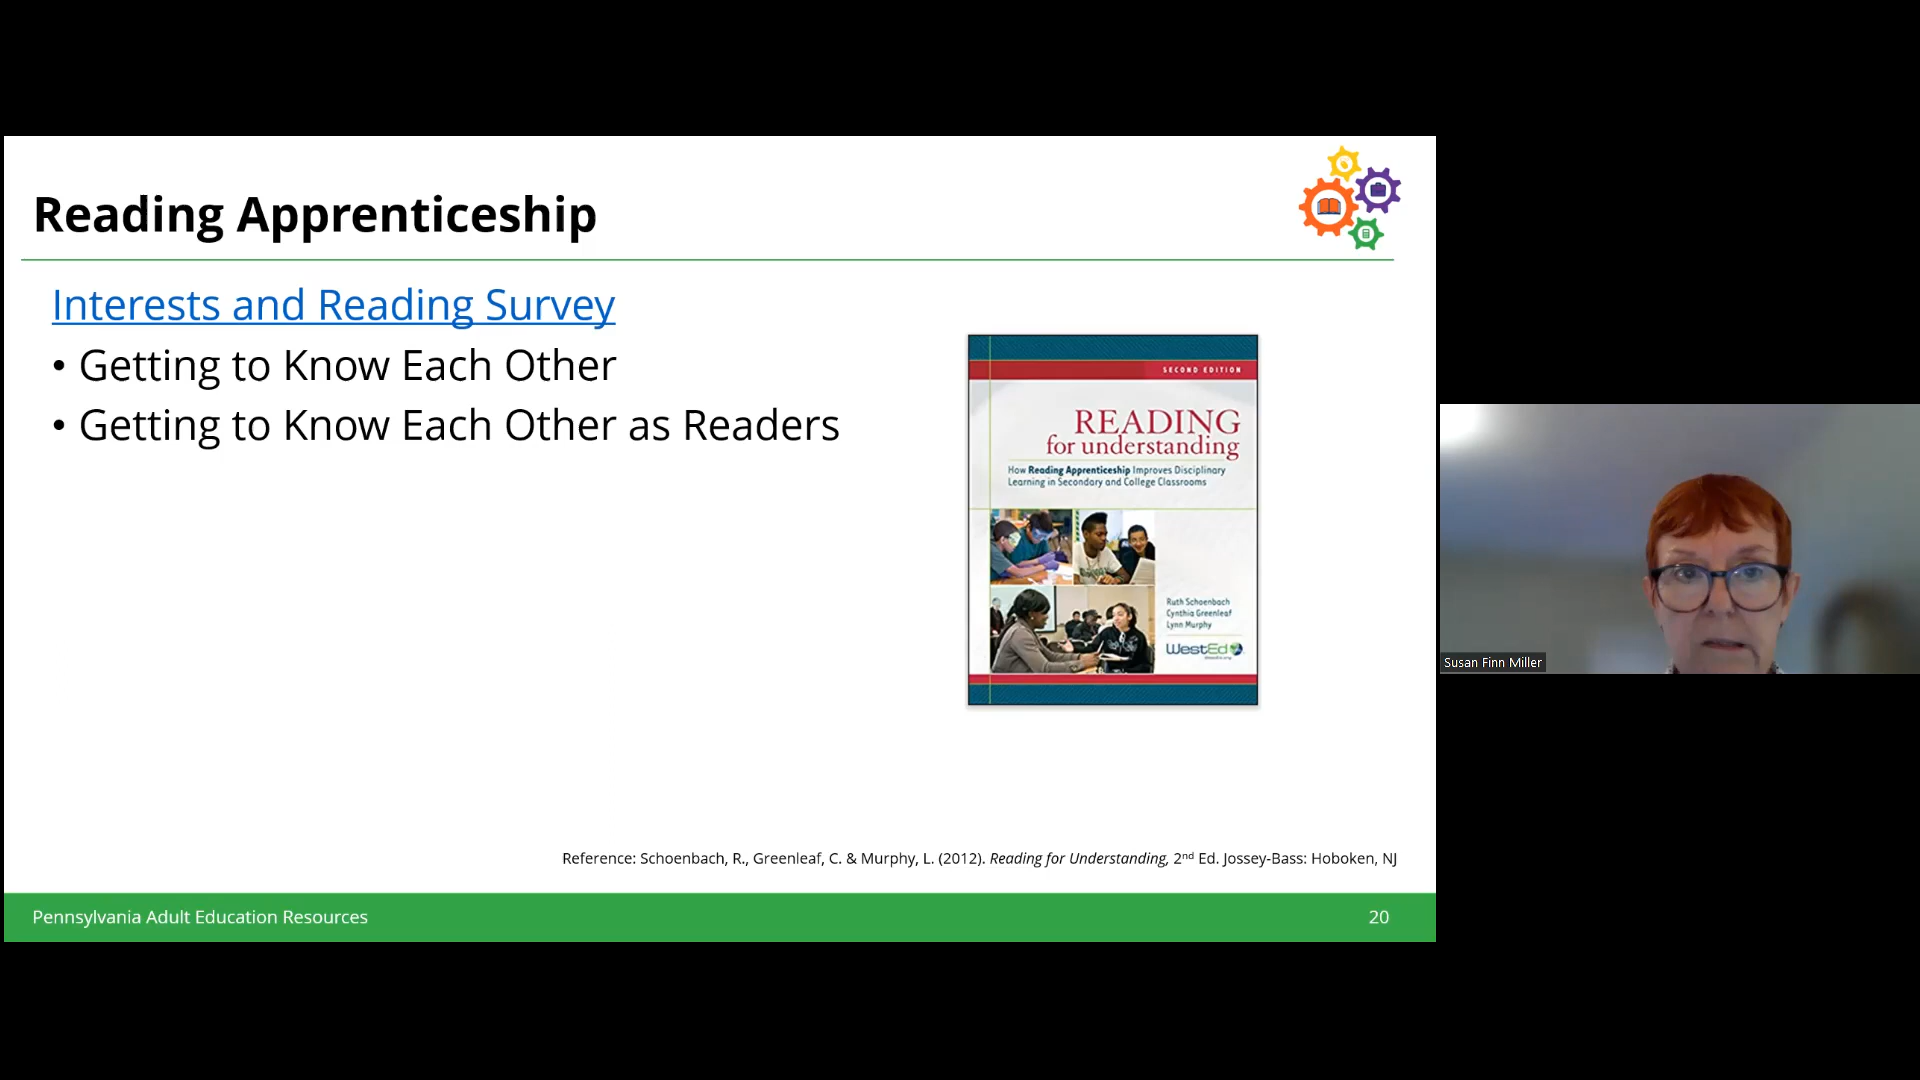 Reading Apprenticeship
Interests and Reading Survey
• Getting to Know Each Other
• Getting to Know Each Other as Readers
SECOND EDITION
READING
for understanding
How Reading Apprenticeship Improves Disciplinary
Learning in Secondary and College Classrooms
Ruth Schoenbach
Cynthia Greenleaf
Lynn Murphy
WestEd
Reference: Schoenbach, R., Greenleaf, C. & Murphy, L. (2012). Reading for Understanding, 2nd Ed. Jossey-Bass: Hoboken, NJ
Pennsylvania Adult Education Resources
20
Susan Finn Miller